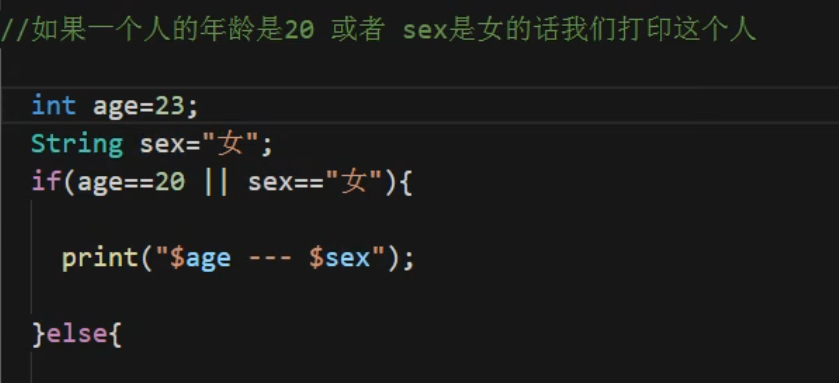 //如果一个人的年龄是20 或者 sex是女的话我们打印这个人
int age=23;
String sex="女";
if(age==20 || sex=="女"){
print("$age --- $sex");
}else{